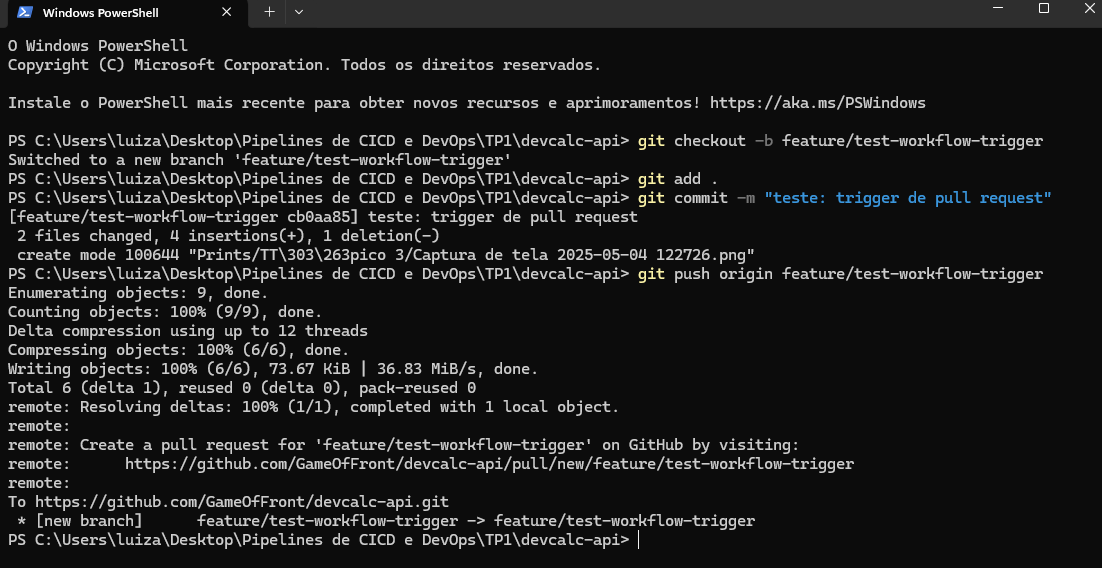 Windows PowerShell
O Windows PowerShell
Copyright (C) Microsoft Corporation. Todos os direitos reservados.
Instale o PowerShell mais recente para obter novos recursos e aprimoramentos! https://aka.ms/PSWindows
PS C:\Users\luiza\Desktop\Pipelines de CICD e DevOps\TP1\devcalc-api> git checkout -b feature/test-workflow-trigger
Switched to a new branch 'feature/test-workflow-trigger'
PS C:\Users\luiza\Desktop\Pipelines de CICD e DevOps\TP1\devcalc-api> git add .
PS C:\Users\luiza\Desktop\Pipelines de CICD e DevOps\TP1\devcalc-api> git commit -m "teste: trigger de pull request"
[feature/test-workflow-trigger cb0aa85] teste: trigger de pull request
 2 files changed, 4 insertions(+), 1 deletion(-)
 create mode 100644 "Prints/TT\303\263pico 3/Captura de tela 2025-05-04 122726.png"
PS C:\Users\luiza\Desktop\Pipelines de CICD e DevOps\TP1\devcalc-api> git push origin feature/test-workflow-trigger
Enumerating objects: 9, done.
Counting objects: 100% (9/9), done.
Delta compression using up to 12 threads
Compressing objects: 100% (6/6), done.
Writing objects: 100% (6/6), 73.67 KiB | 36.83 MiB/s, done.
Total 6 (delta 1), reused 0 (delta 0), pack-reused 0
remote: Resolving deltas: 100% (1/1), completed with 1 local object.
remote:
remote: Create a pull request for 'feature/test-workflow-trigger' on GitHub by visiting:
remote:      https://github.com/GameOfFront/devcalc-api/pull/new/feature/test-workflow-trigger
remote:
To https://github.com/GameOfFront/devcalc-api.git
 * [new branch]      feature/test-workflow-trigger -> feature/test-workflow-trigger
PS C:\Users\luiza\Desktop\Pipelines de CICD e DevOps\TP1\devcalc-api>